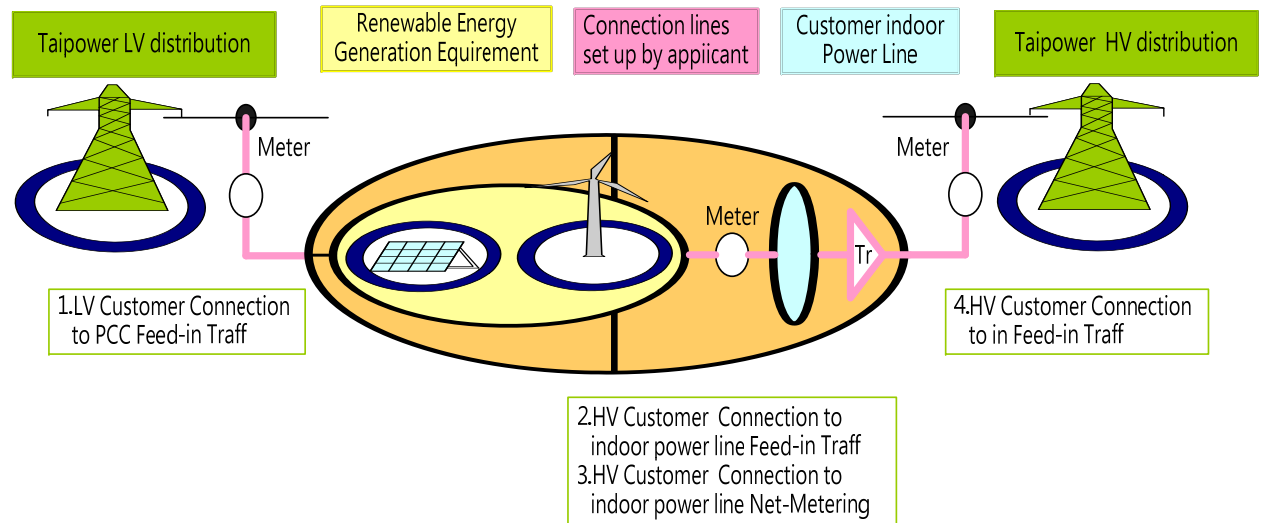 Taipower LV distribution
Renewable Energy
Generation Equirement
Connection lines
set up by appiicant
Customer indoor
Power Line
Taipower HV distribution
Meter
Meter
Meter
Tr
1.LV Customer Connection
to PCC Feed-in Traff
4.HV Customer Connection
to in Feed-in Traff
2.HV Customer Connection to
indoor power line Feed-in Traff
3.HV Customer Connection to
indoor power line Net-Metering